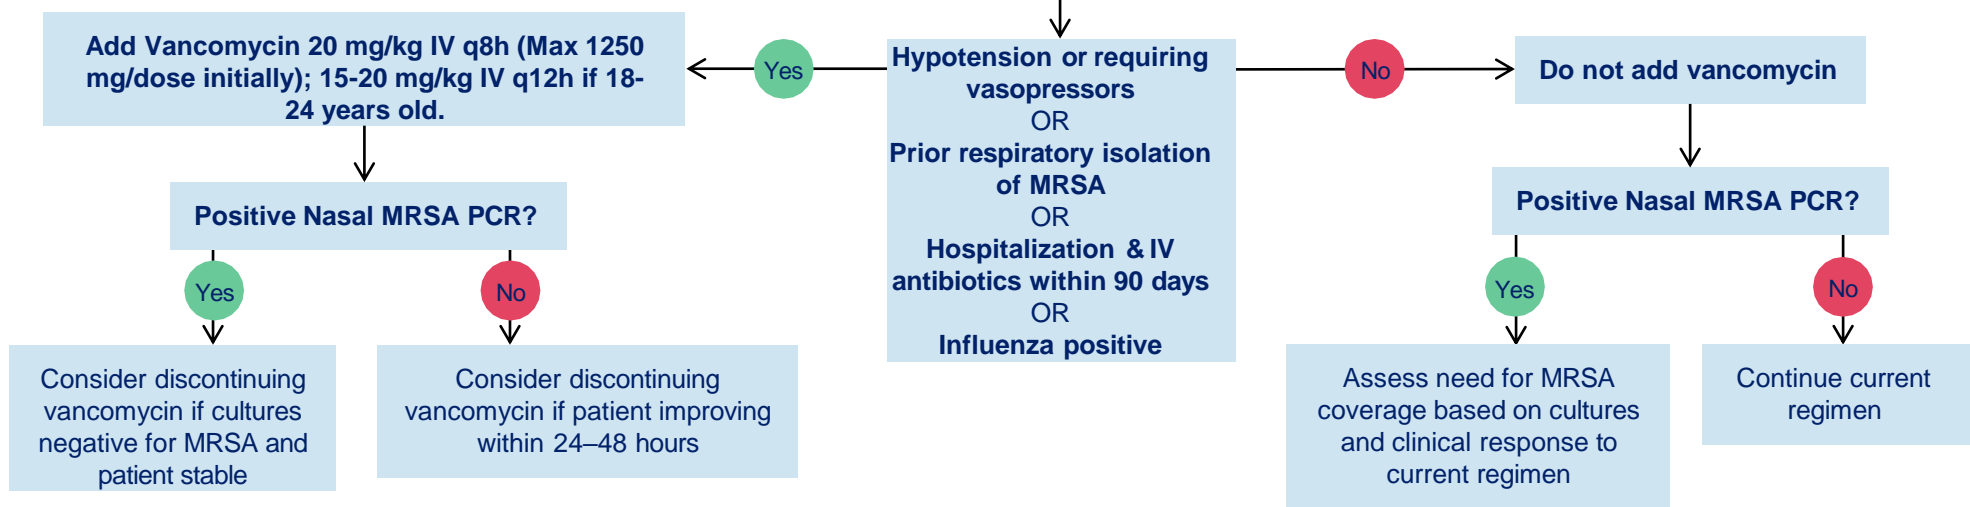 Add Vancomycin 20 mg/kg IV q8h (Max 1250
mg/dose initially); 15-20 mg/kg IV q12h if 18-
24 years old.
Yes
Hypotension or requiring
vasopressors
OR
Prior respiratory isolation
of MRSA
OR
Hospitalization & IV
antibiotics within 90 days
OR
Influenza positive
No
Do not add vancomycin
Positive Nasal MRSA PCR?
Yes
No
Consider discontinuing
vancomycin if cultures
negative for MRSA and
patient stable
Consider discontinuing
vancomycin if patient improving
within 24–48 hours
Positive Nasal MRSA PCR?
Yes
No
Assess need for MRSA
coverage based on cultures
and clinical response to
current regimen
Continue current
regimen